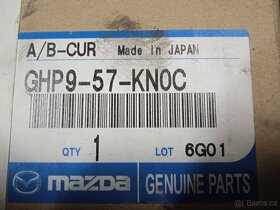 A/B-CUR Made in JAPAN
GHP9-57-KN0C
QTY 1 LOT 6G01
mazda GENUINE PARTS
Bazos.cz